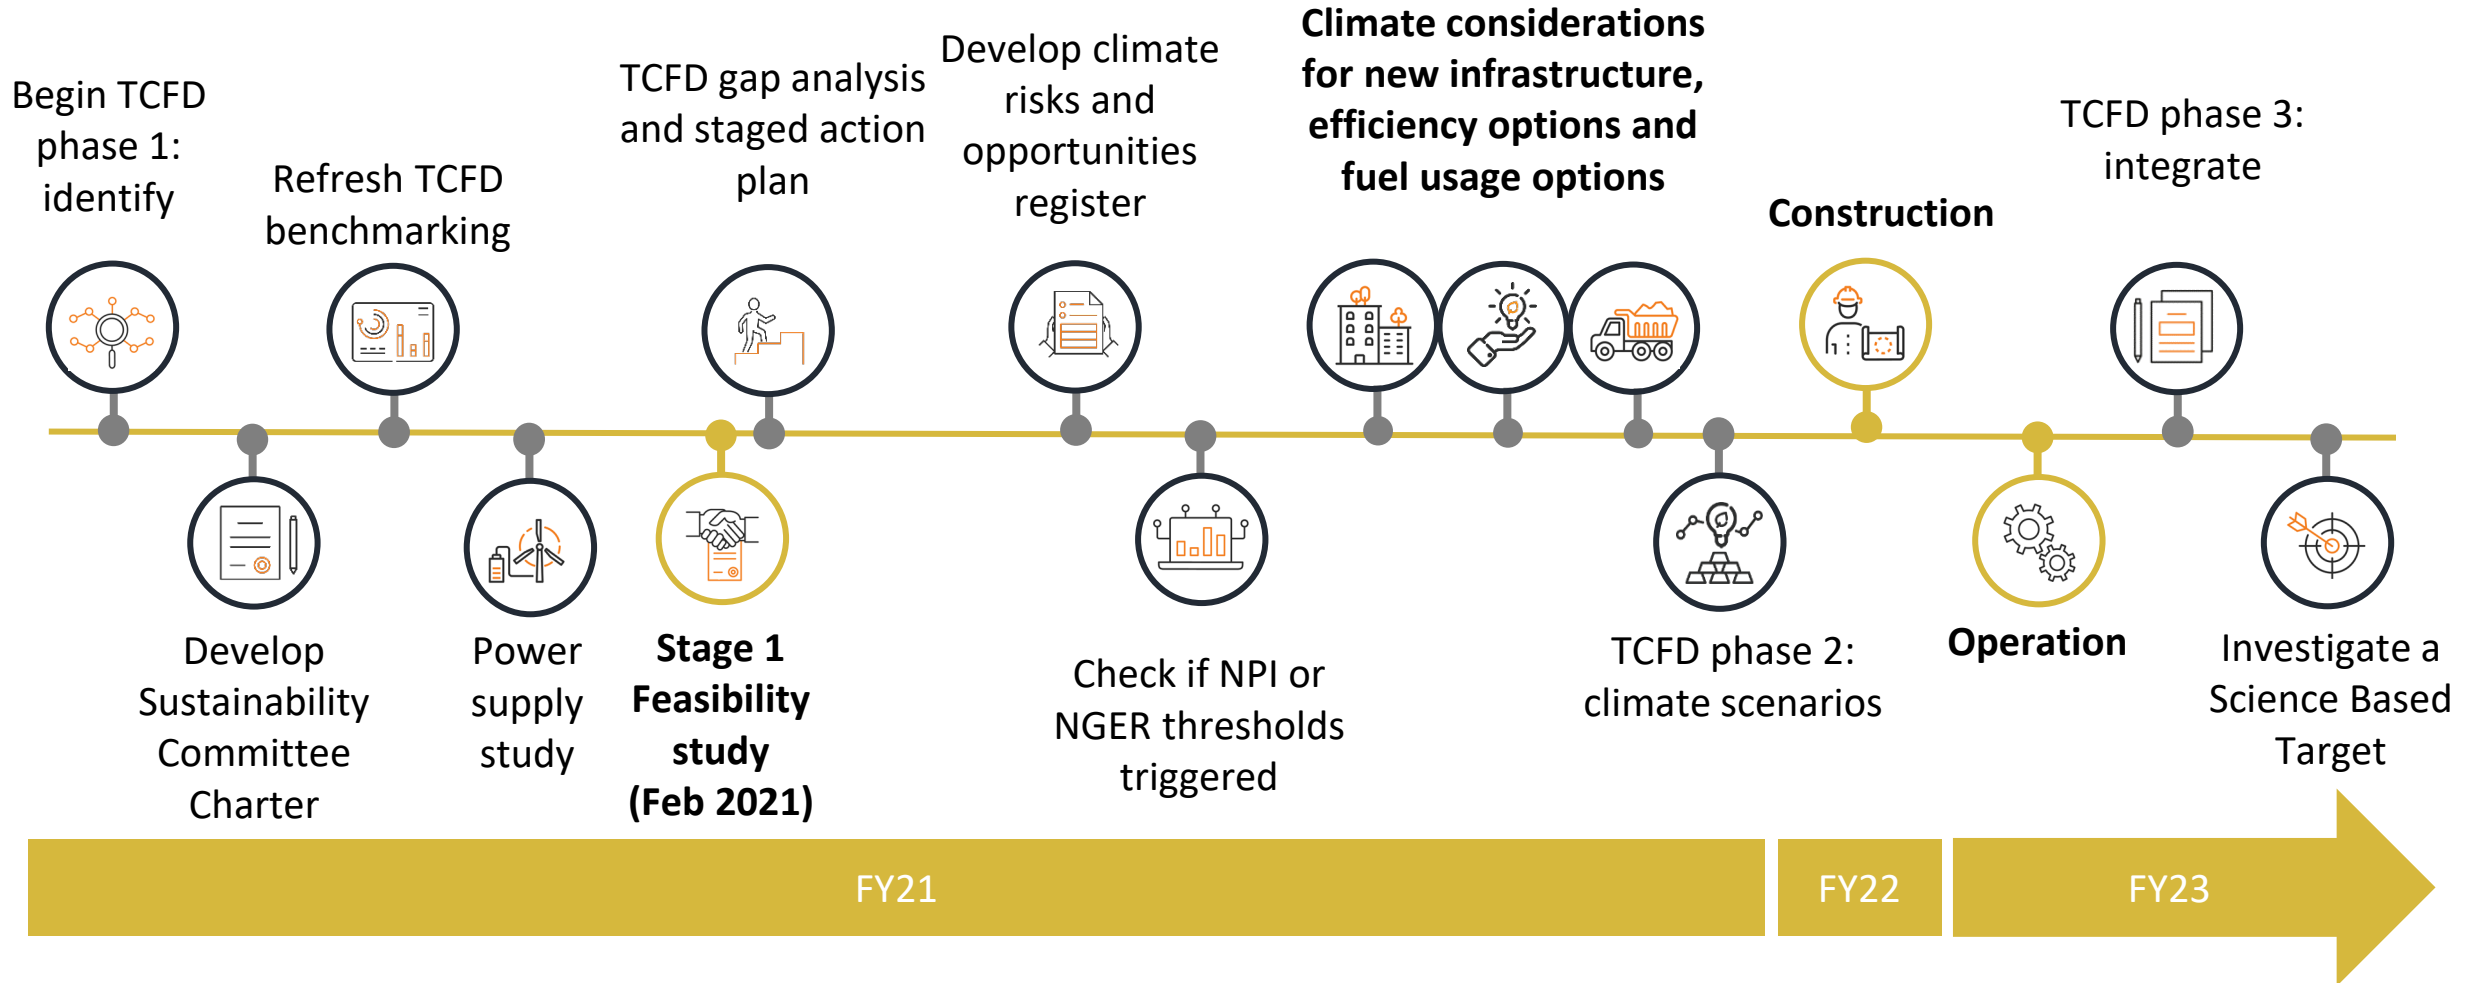 Begin TCFD
phase 1:
identify
Refresh TCFD
benchmarking
TCFD gap analysis
and staged action
plan
Develop climate
risks and
opportunities
register
Climate considerations
for new infrastructure,
efficiency options and
fuel usage options
Construction
TCFD phase 3:
integrate
Develop
Sustainability
Committee
Charter
Power
supply
study
Stage 1
Feasibility
study
(Feb 2021)
Check if NPI or
NGER thresholds
triggered
TCFD phase 2:
climate scenarios
Operation
Investigate a
Science Based
Target
FY21
FY22
FY23